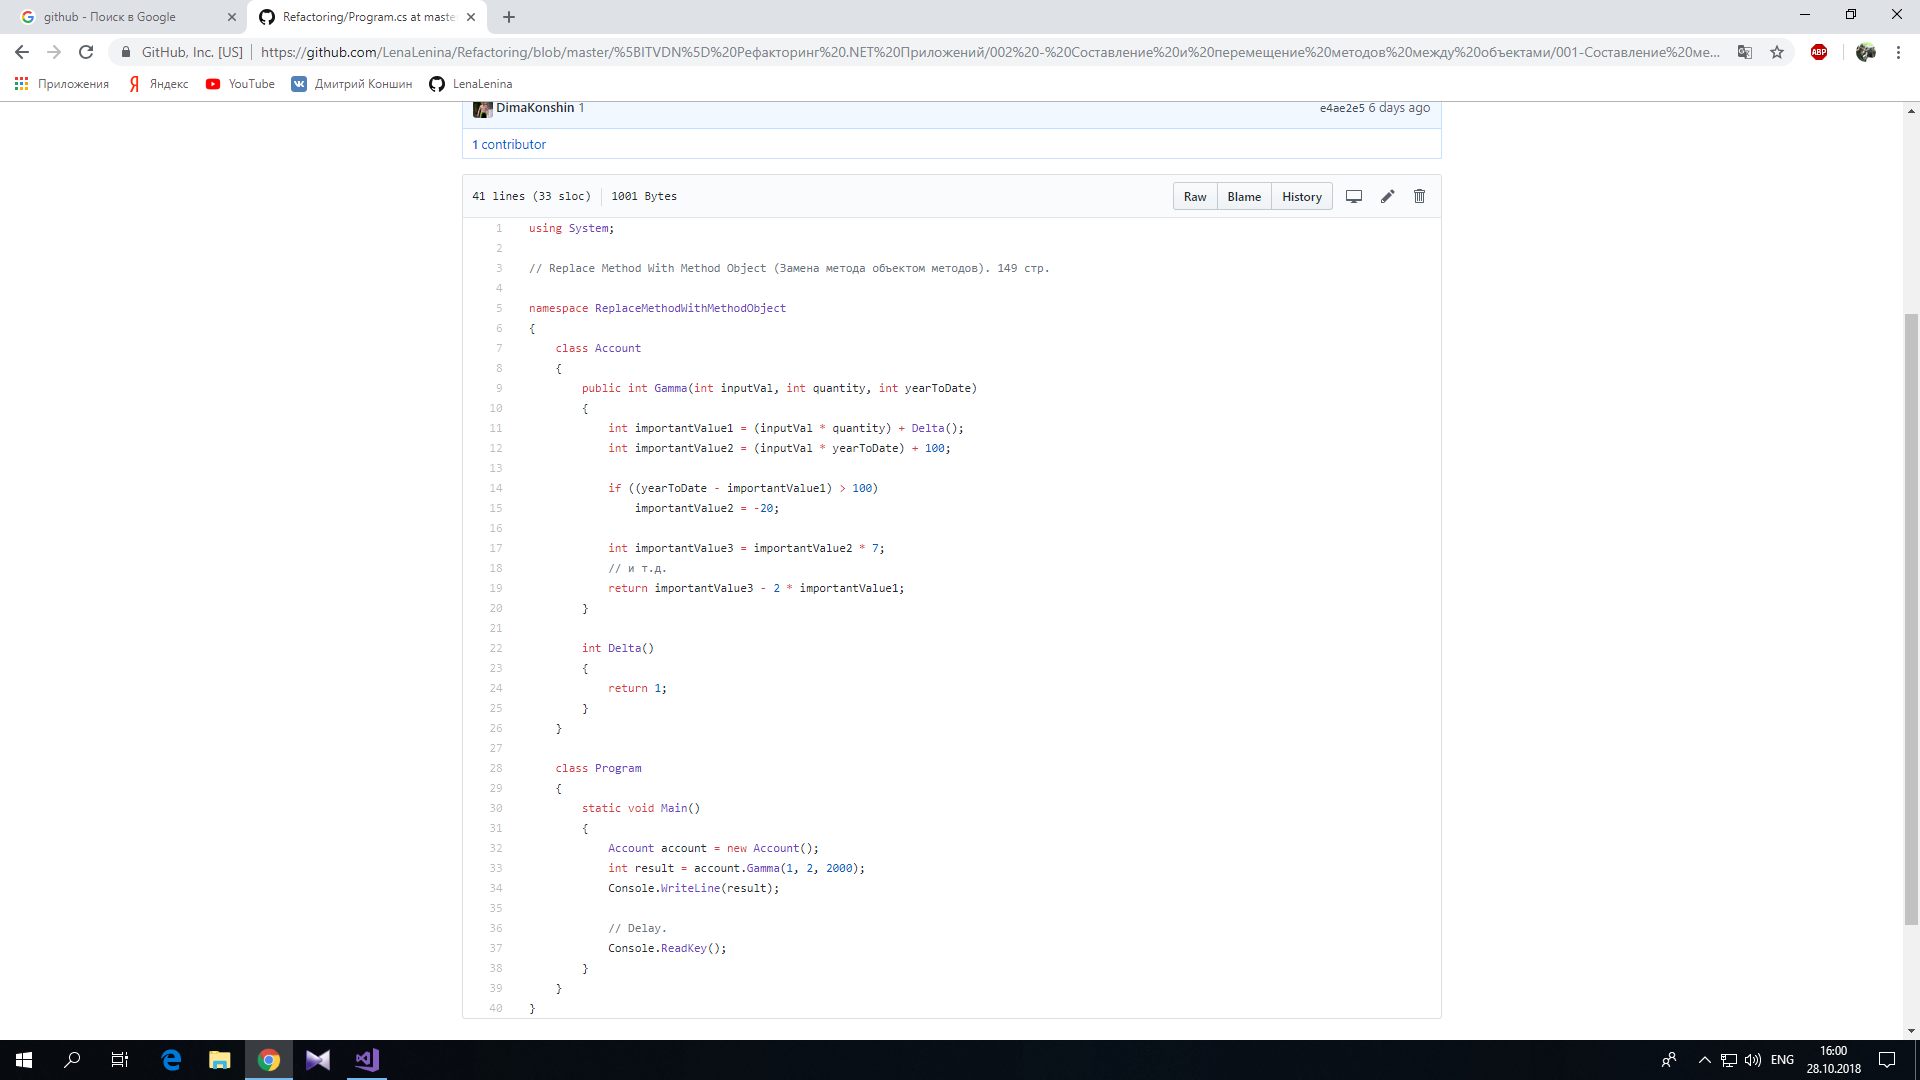 github - Поиск в Google
Refactoring/Program.cs at maste
GitHub, Inc. [US]
https://github.com/LenaLenina/Refactoring/blob/master/%5BITVDN%5D%20Рефакторинг%20.NET%20Приложений/002%20-%20Составление%20и%20перемещение%20методов%20между%20объектами/001-Составление%20ме...
ABP
Приложения
Яндекс
YouTube
Дмитрий Коншин
LenaLenina
DimaKonshin 1
e4ae2e5 6 days ago
1 contributor
41 lines (33 sloc) 1001 Bytes
Raw Blame History
1 using System;
2
3 // Replace Method With Method Object (Замена метода объектом методов). 149 стр.
4
5 namespace ReplaceMethodWithMethodObject
6 {
7 class Account
8 {
9 public int Gamma(int inputVal, int quantity, int yearToDate)
10 {
11 int importantValue1 = (inputVal * quantity) + Delta();
12 int importantValue2 = (inputVal * yearToDate) + 100;
13
14 if ((yearToDate - importantValue1) > 100)
15 importantValue2 = -20;
16
17 int importantValue3 = importantValue2 * 7;
18 // и т.д.
19 return importantValue3 - 2 * importantValue1;
20 }
21
22 int Delta()
23 {
24 return 1;
25 }
26 }
27
28 class Program
29 {
30 static void Main()
31 {
32 Account account = new Account();
33 int result = account.Gamma(1, 2, 2000);
34 Console.WriteLine(result);
35
36 // Delay.
37 Console.ReadKey();
38 }
39 }
40 }
ENG
16:00
28.10.2018